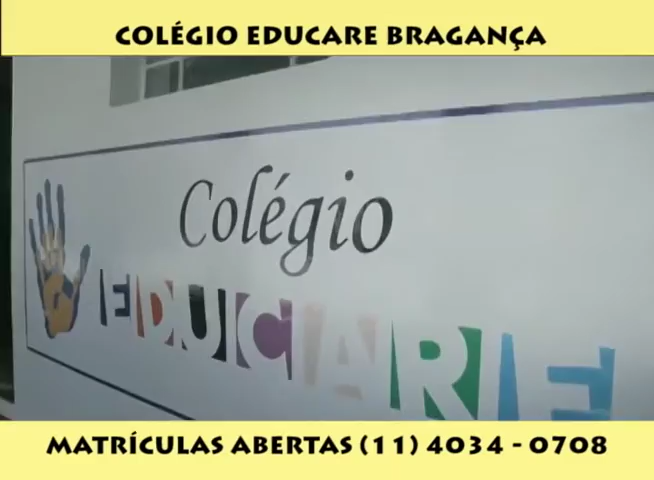 COLÉGIO EDUCARE BRAGANÇA
Colégio
EDUCARE
MATRÍCULAS ABERTAS (11) 4034 - 0708